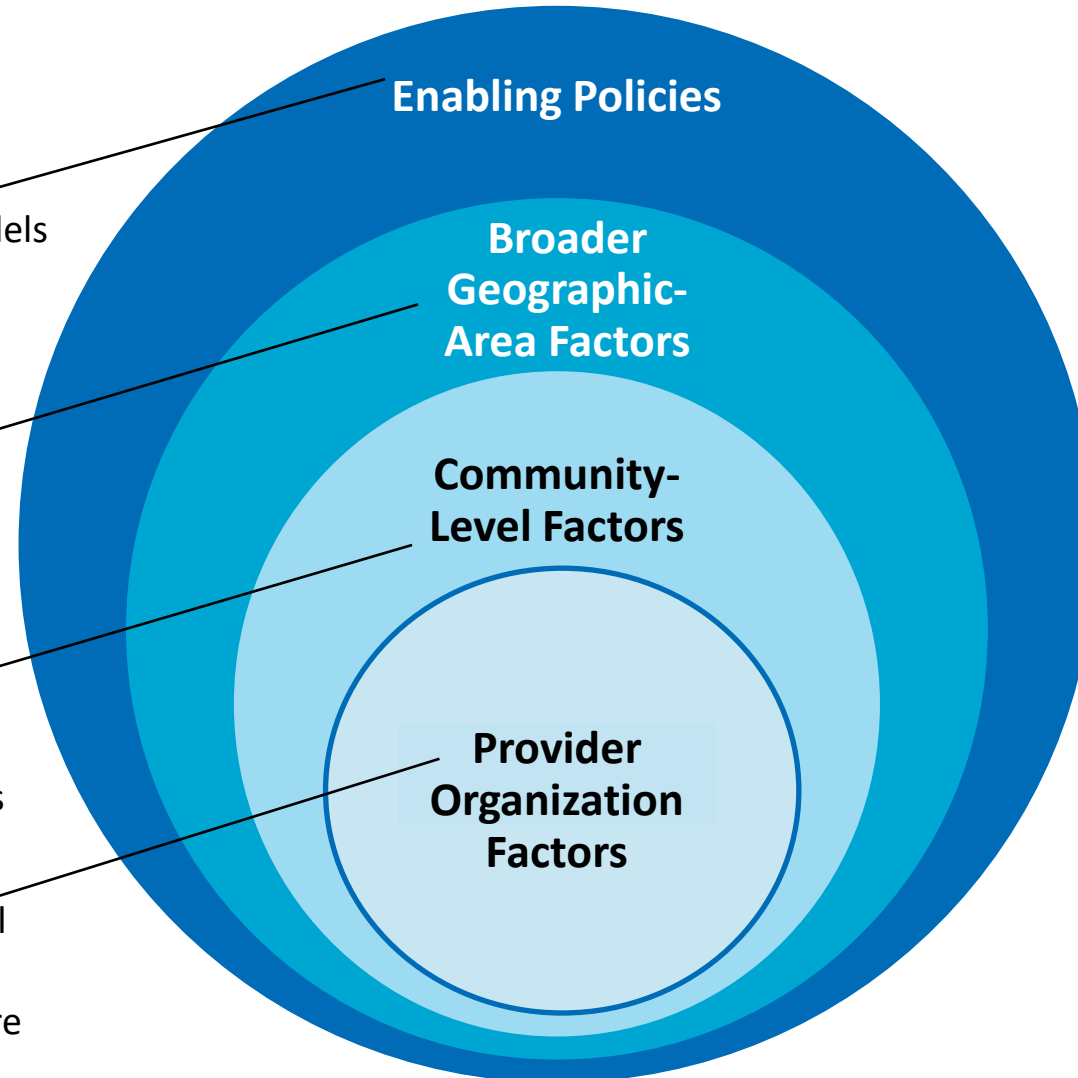 Enabling Policies
Broader
Geographic-
Area Factors
Community-
Level Factors
Provider
Organization
Factors